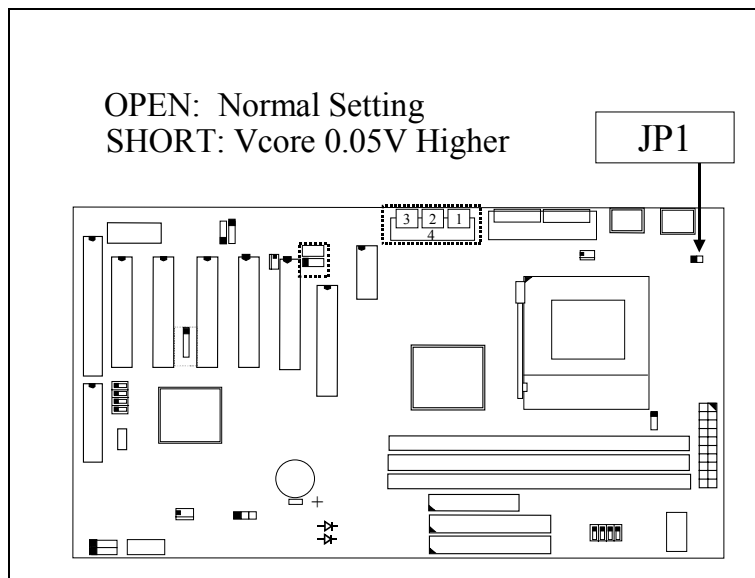 OPEN: Normal Setting
SHORT: Vcore 0.05V Higher
JP1
3 2 1
4
+